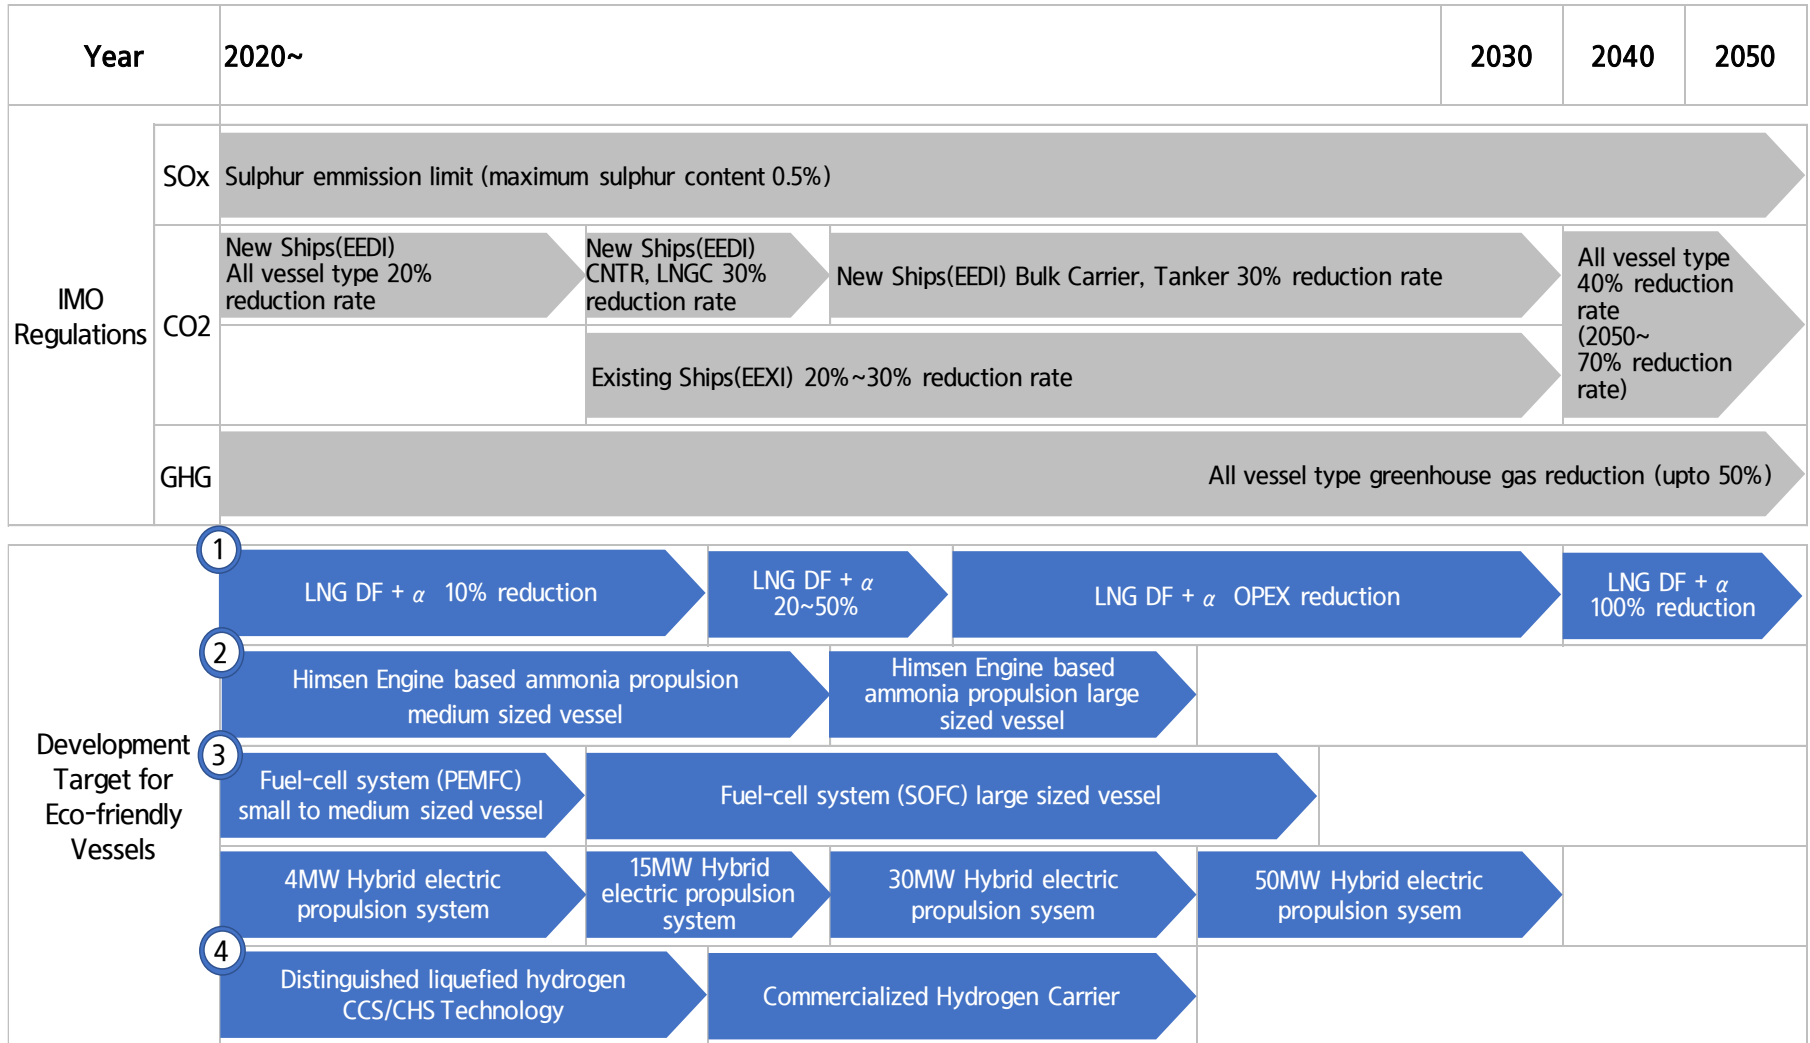 Year
2020~
2030
2040
2050
IMO
Regulations
SOx
Sulphur emmission limit (maximum sulphur content 0.5%)
CO2
New Ships(EEDI)
All vessel type 20%
reduction rate
New Ships(EEDI)
CNTR, LNGC 30%
reduction rate
New Ships(EEDI) Bulk Carrier, Tanker 30% reduction rate
All vessel type
40% reduction
rate
(2050~
70% reduction
rate)
Existing Ships(EEXI) 20%~30% reduction rate
GHG
All vessel type greenhouse gas reduction (upto 50%)
Development
Target for
Eco-friendly
Vessels
1
LNG DF + α 10% reduction
LNG DF + α
20~50%
LNG DF + α OPEX reduction
LNG DF + α
100% reduction
2
Himsen Engine based ammonia propulsion
medium sized vessel
Himsen Engine based
ammonia propulsion large
sized vessel
3
Fuel-cell system (PEMFC)
small to medium sized vessel
Fuel-cell system (SOFC) large sized vessel
4MW Hybrid electric
propulsion system
15MW Hybrid
electric propulsion
system
30MW Hybrid electric
propulsion sysem
50MW Hybrid electric
propulsion sysem
4
Distinguished liquefied hydrogen
CCS/CHS Technology
Commercialized Hydrogen Carrier